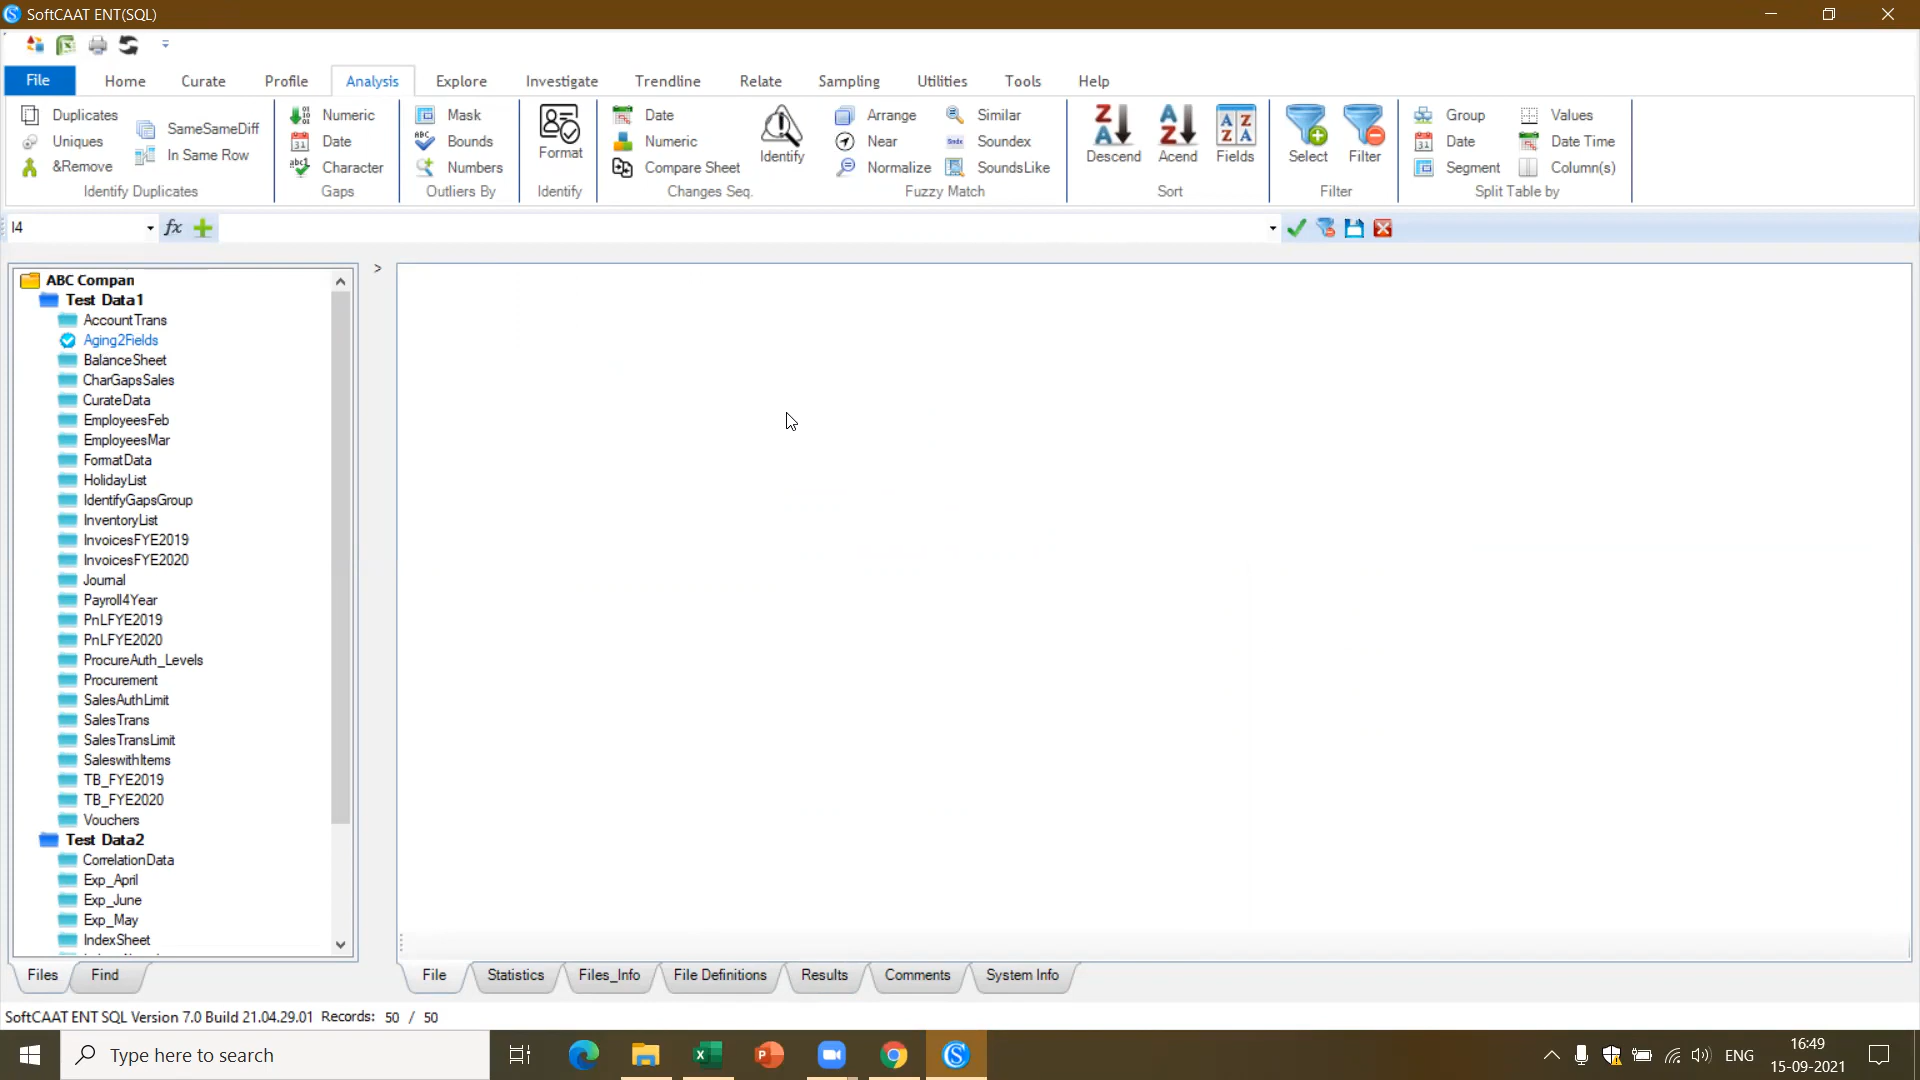 SoftCAAT ENT(SQL)
File Home Curate Profile Analysis Explore Investigate Trendline Relate Sampling Utilities Tools Help
Duplicates
Uniques
&Remove
SameSameDiff
In Same Row
Identify Duplicates
Numeric
Date
Character
Gaps
Mask
Bounds
Numbers
Outliers By
Format
Identify
Date
Numeric
Compare Sheet
Changes Seq.
Identify
Arrange
Near
Normalize
Similar
Soundex
SoundsLike
Fuzzy Match
Descend
Acend
Fields
Sort
Select
Filter
Filter
Group
Date
Segment
Values
Date Time
Column(s)
Split Table by
I4
fx
ABC Compan
Test Data1
AccountTrans
Aging2Fields
BalanceSheet
CharGapsSales
CurateData
EmployeesFeb
EmployeesMar
FormatData
HolidayList
IdentifyGapsGroup
InventoryList
InvoicesFYE2019
InvoicesFYE2020
Journal
Payroll4Year
PnLFYE2019
PnLFYE2020
ProcureAuth_Levels
Procurement
SalesAuthLimit
SalesTrans
SalesTransLimit
SaleswithItems
TB_FYE2019
TB_FYE2020
Vouchers
Test Data2
CorrelationData
Exp_April
Exp_June
Exp_May
IndexSheet
Files Find
File Statistics Files_Info File Definitions Results Comments System Info
SoftCAAT ENT SQL Version 7.0 Build 21.04.29.01 Records: 50 / 50
Type here to search
ENG
16:49
15-09-2021